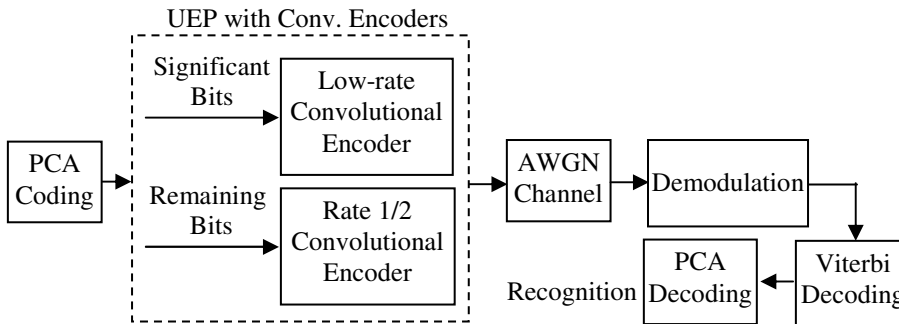 UEP with Conv. Encoders
Significant
Bits
Low-rate
Convolutional
Encoder
PCA
Coding
Remaining
Bits
Rate 1/2
Convolutional
Encoder
AWGN
Channel
Demodulation
Viterbi
Decoding
PCA
Decoding
Recognition